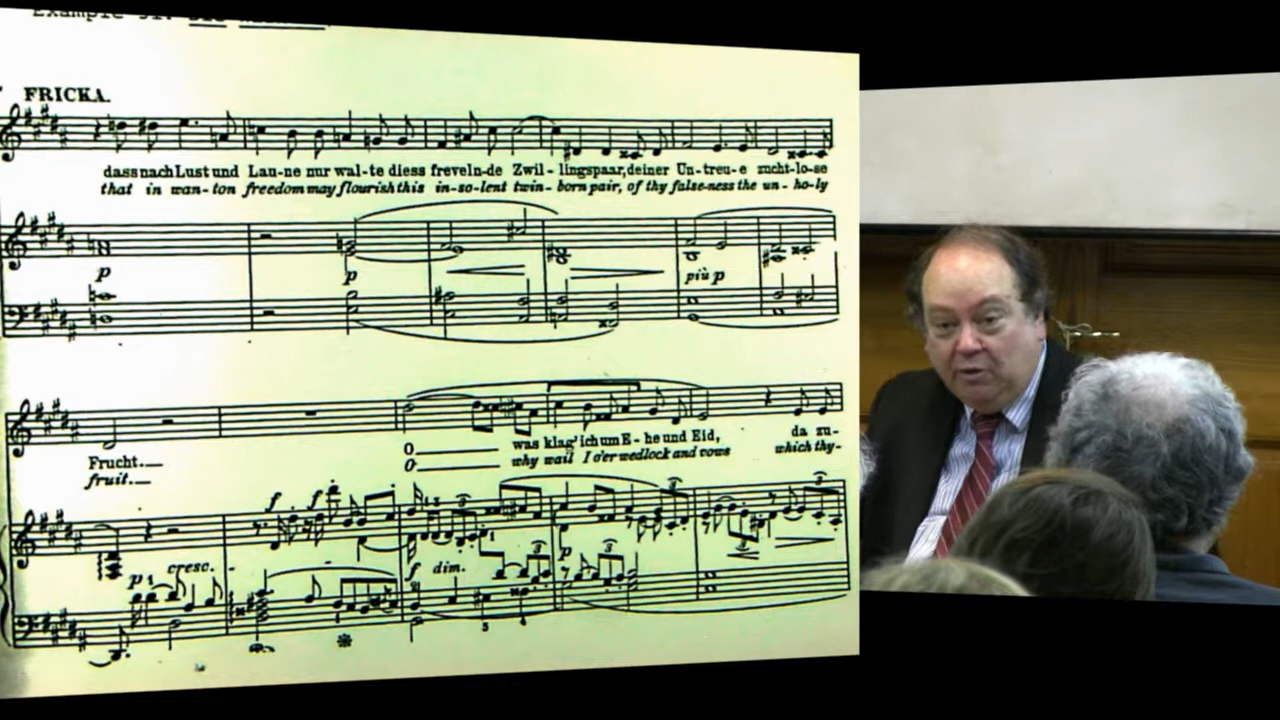 FRICKA.
dass nach Lust und Lau-ne nur wal-te diess freveln-de Zwil-lingspaar, deiner Un-treu-e zucht-lo-se
that in wan-ton freedom may flourish this in-so-lent twin-born pair, of thy false-ness the un-ho-ly
p
p
più p
Frucht.
fruit.
O was klag' ich um E-he und Eid, da zu-
O why wail I o'er wedlock and vows which thy-
f f
p cresc. f dim. p